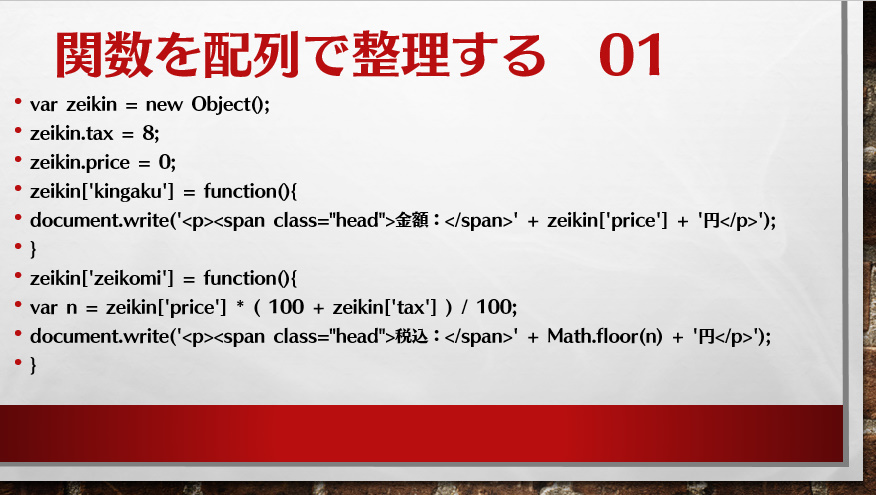 関数を配列で整理する　01
• var zeikin = new Object();
• zeikin.tax = 8;
• zeikin.price = 0;
• zeikin['kingaku'] = function(){
• document.write('<p><span class="head">金額：</span>' + zeikin['price'] + '円</p>');
• }
• zeikin['zeikomi'] = function(){
• var n = zeikin['price'] * ( 100 + zeikin['tax'] ) / 100;
• document.write('<p><span class="head">税込：</span>' + Math.floor(n) + '円</p>');
• }